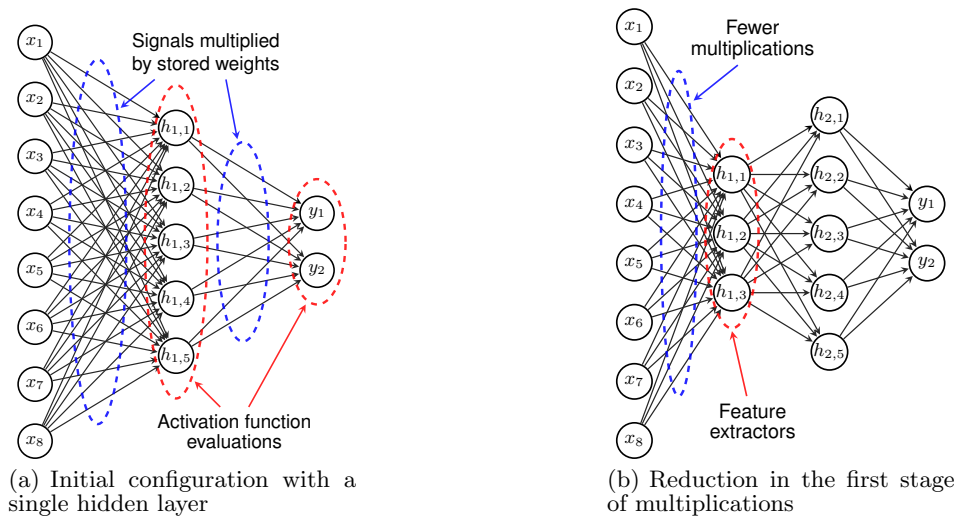 Signals multiplied
by stored weights
x1
x2
x3
x4
x5
x6
x7
x8
h1,1
h1,2
h1,3
h1,4
h1,5
y1
y2
Activation function
evaluations
(a) Initial configuration with a
single hidden layer
Fewer
multiplications
x1
x2
x3
x4
x5
x6
x7
x8
h1,1
h1,2
h1,3
h2,1
h2,2
h2,3
h2,4
h2,5
y1
y2
Feature
extractors
(b) Reduction in the first stage
of multiplications